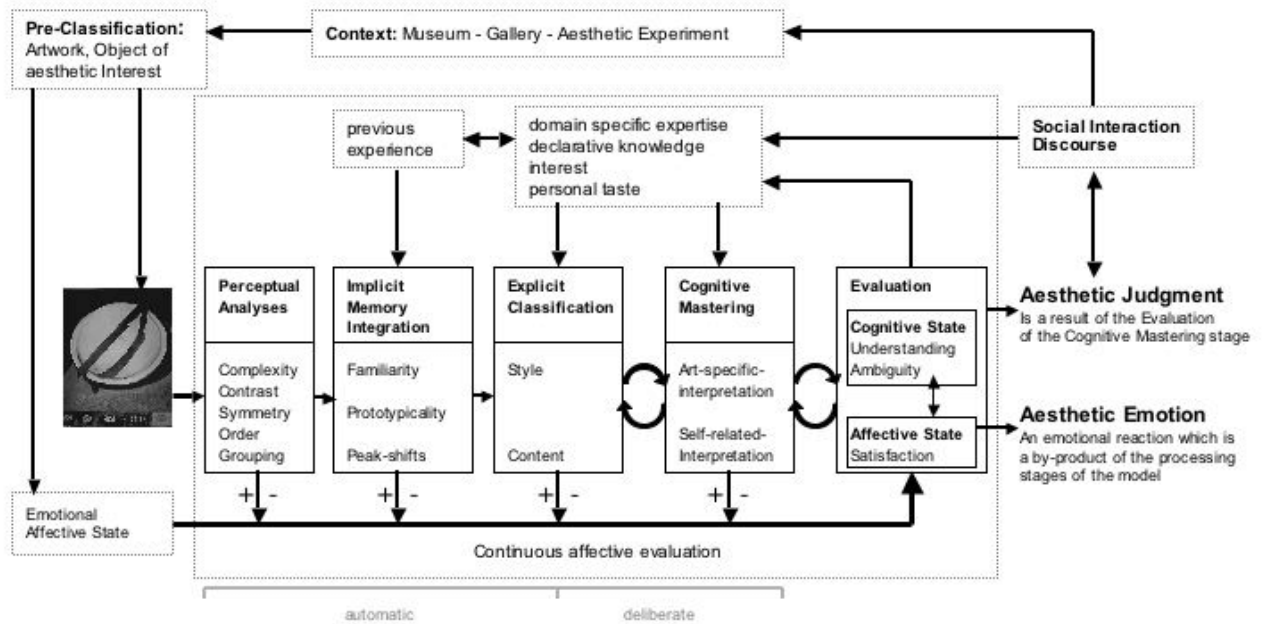 Pre-Classification:
Artwork, Object of
aesthetic Interest
Context: Museum - Gallery - Aesthetic Experiment
previous
experience
domain specific expertise
declarative knowledge
interest
personal taste
Social Interaction
Discourse
Perceptual
Analyses
Complexity
Contrast
Symmetry
Order
Grouping
Implicit
Memory
Integration
Familiarity
Prototypicality
Peak-shifts
Explicit
Classification
Style
Content
Cognitive
Mastering
Art-specific-
interpretation
Self-related-
Interpretation
Evaluation
Cognitive State
Understanding
Ambiguity
Affective State
Satisfaction
Aesthetic Judgment
Is a result of the Evaluation
of the Cognitive Mastering stage
Aesthetic Emotion
An emotional reaction which is
a by-product of the processing
stages of the model
+ -
+ -
+ -
+ -
Emotional
Affective State
Continuous affective evaluation
automatic
deliberate